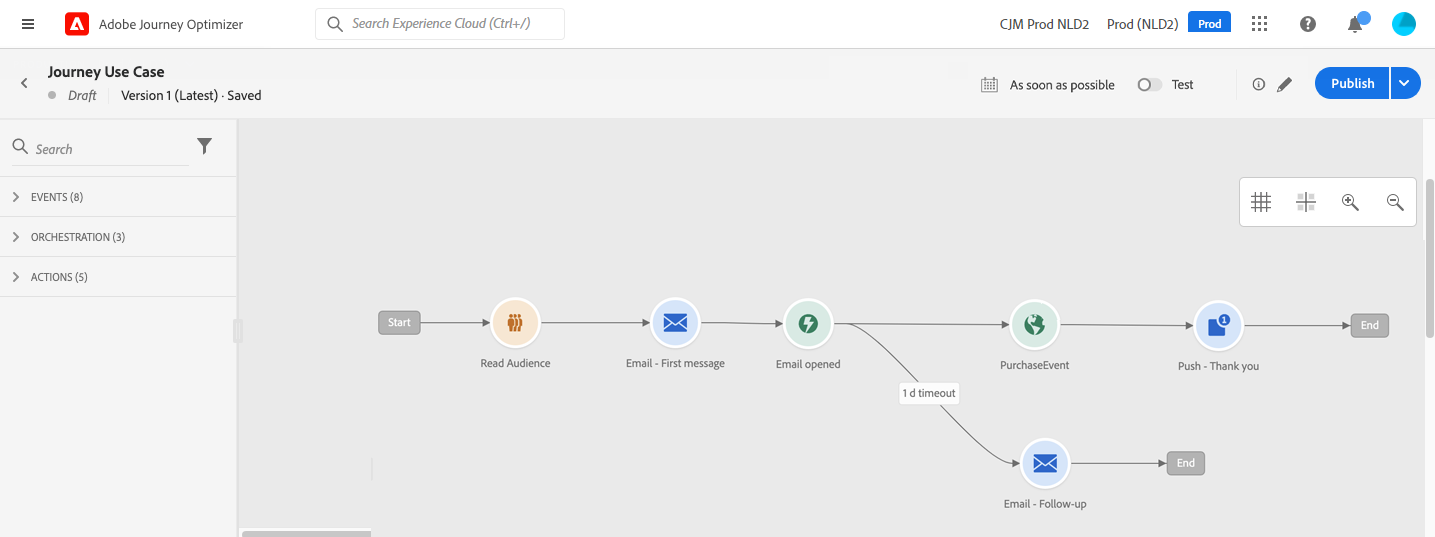 Adobe Journey Optimizer
Search Experience Cloud (Ctrl+/)
CJM Prod NLD2
Prod (NLD2)
Prod
Journey Use Case
Draft
Version 1 (Latest) · Saved
As soon as possible
Test
Publish
Search
EVENTS (8)
ORCHESTRATION (3)
ACTIONS (5)
Start
Read Audience
Email - First message
Email opened
PurchaseEvent
1
Push - Thank you
End
1 d timeout
Email - Follow-up
End